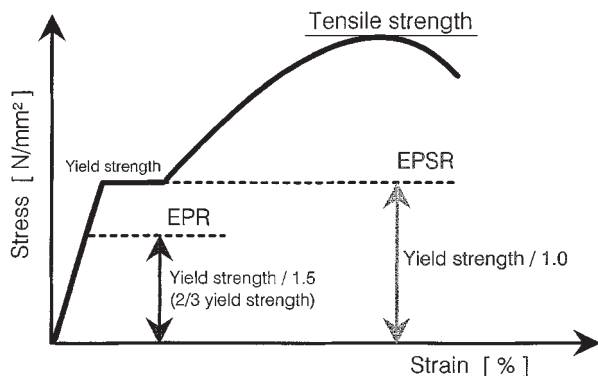 Tensile strength
Stress [ N/mm² ]
Yield strength
EPSR
EPR
Yield strength / 1.5
(2/3 yield strength)
Yield strength / 1.0
Strain [ % ]